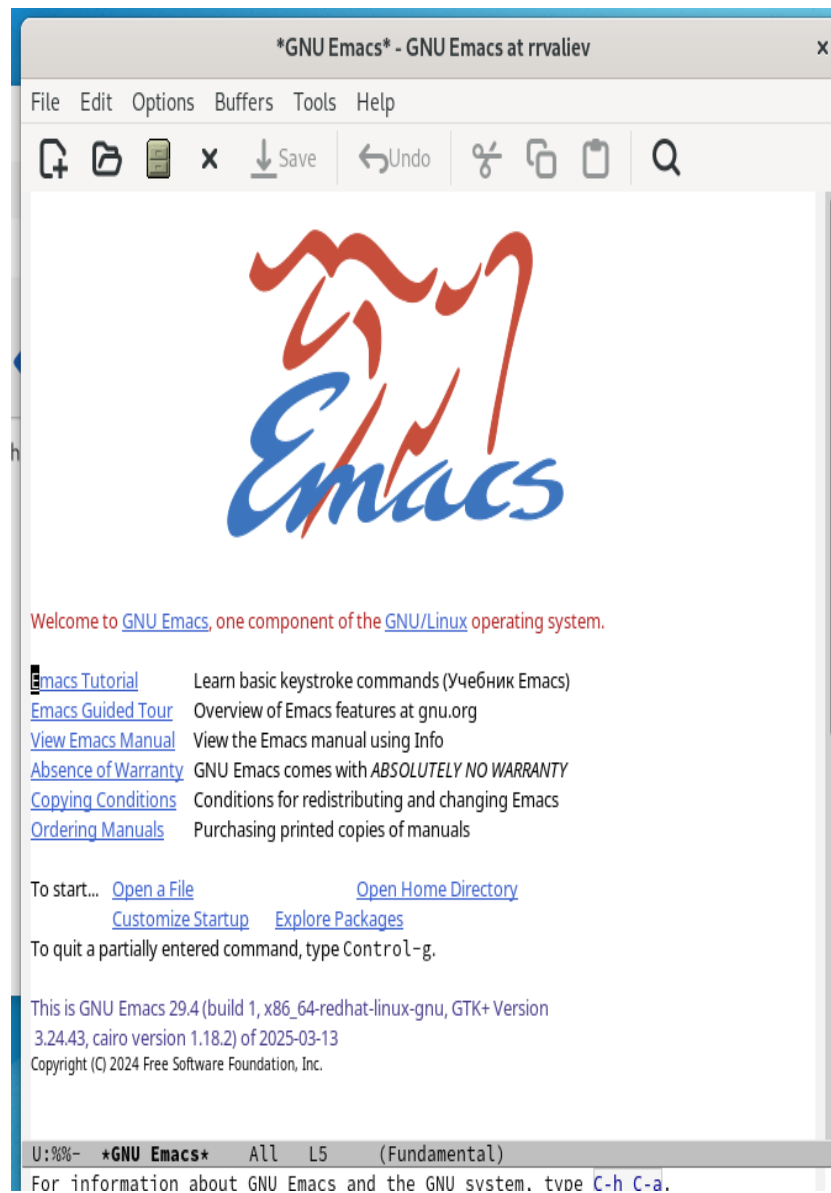 *GNU Emacs* - GNU Emacs at rrvaliev
File Edit Options Buffers Tools Help
Save Undo
Emacs
Welcome to GNU Emacs, one component of the GNU/Linux operating system.
Emacs Tutorial Learn basic keystroke commands (Учебник Emacs)
Emacs Guided Tour Overview of Emacs features at gnu.org
View Emacs Manual View the Emacs manual using Info
Absence of Warranty GNU Emacs comes with ABSOLUTELY NO WARRANTY
Copying Conditions Conditions for redistributing and changing Emacs
Ordering Manuals Purchasing printed copies of manuals
To start... Open a File Open Home Directory
Customize Startup Explore Packages
To quit a partially entered command, type Control-g.
This is GNU Emacs 29.4 (build 1, x86_64-redhat-linux-gnu, GTK+ Version
3.24.43, cairo version 1.18.2) of 2025-03-13
Copyright (C) 2024 Free Software Foundation, Inc.
U:%%- *GNU Emacs* All L5 (Fundamental)
For information about GNU Emacs and the GNU system, type C-h C-a.